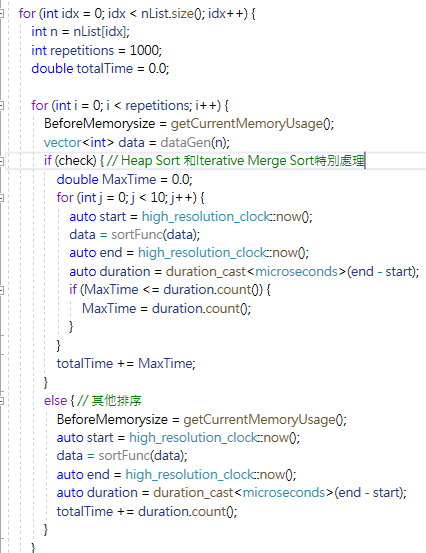 for (int idx = 0; idx < nList.size(); idx++) {
int n = nList[idx];
int repetitions = 1000;
double totalTime = 0.0;
for (int i = 0; i < repetitions; i++) {
BeforeMemorysize = getCurrentMemoryUsage();
vector<int> data = dataGen(n);
if (check) { // Heap Sort 和Iterative Merge Sort特別處理
double MaxTime = 0.0;
for (int j = 0; j < 10; j++) {
auto start = high_resolution_clock::now();
data = sortFunc(data);
auto end = high_resolution_clock::now();
auto duration = duration_cast<microseconds>(end - start);
if (MaxTime <= duration.count()) {
MaxTime = duration.count();
}
}
totalTime += MaxTime;
}
else { // 其他排序
BeforeMemorysize = getCurrentMemoryUsage();
auto start = high_resolution_clock::now();
data = sortFunc(data);
auto end = high_resolution_clock::now();
auto duration = duration_cast<microseconds>(end - start);
totalTime += duration.count();
}
}